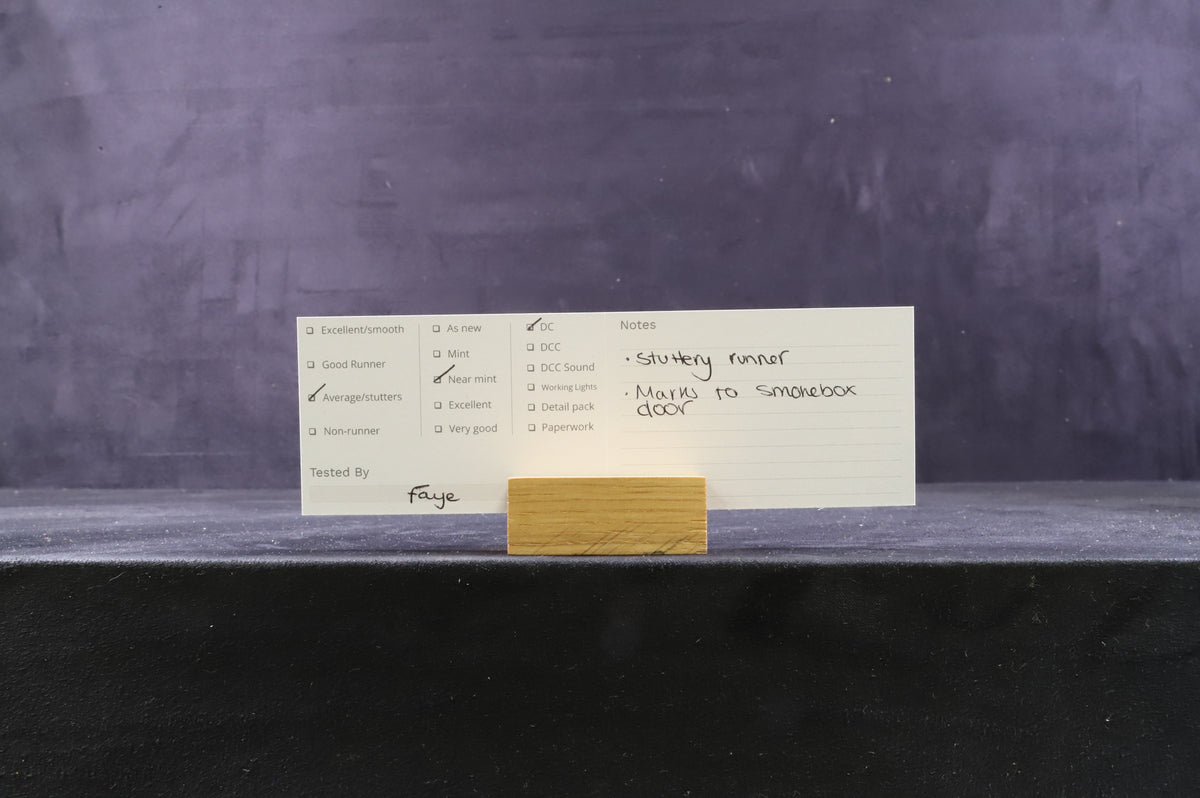 Excellent/smooth
Good Runner
Average/stutters
Non-runner
Tested By
Faye
As new
Mint
Near mint
Excellent
Very good
DC
DCC
DCC Sound
Working Lights
Detail pack
Paperwork
Notes
· Stuttery runner
· Marks to smokebox
door